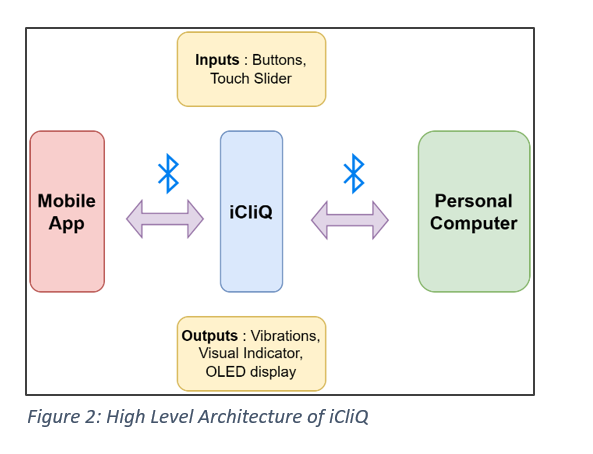 Inputs : Buttons,
Touch Slider
Mobile
App
iCliQ
Personal
Computer
Outputs : Vibrations,
Visual Indicator,
OLED display
Figure 2: High Level Architecture of iCliQ